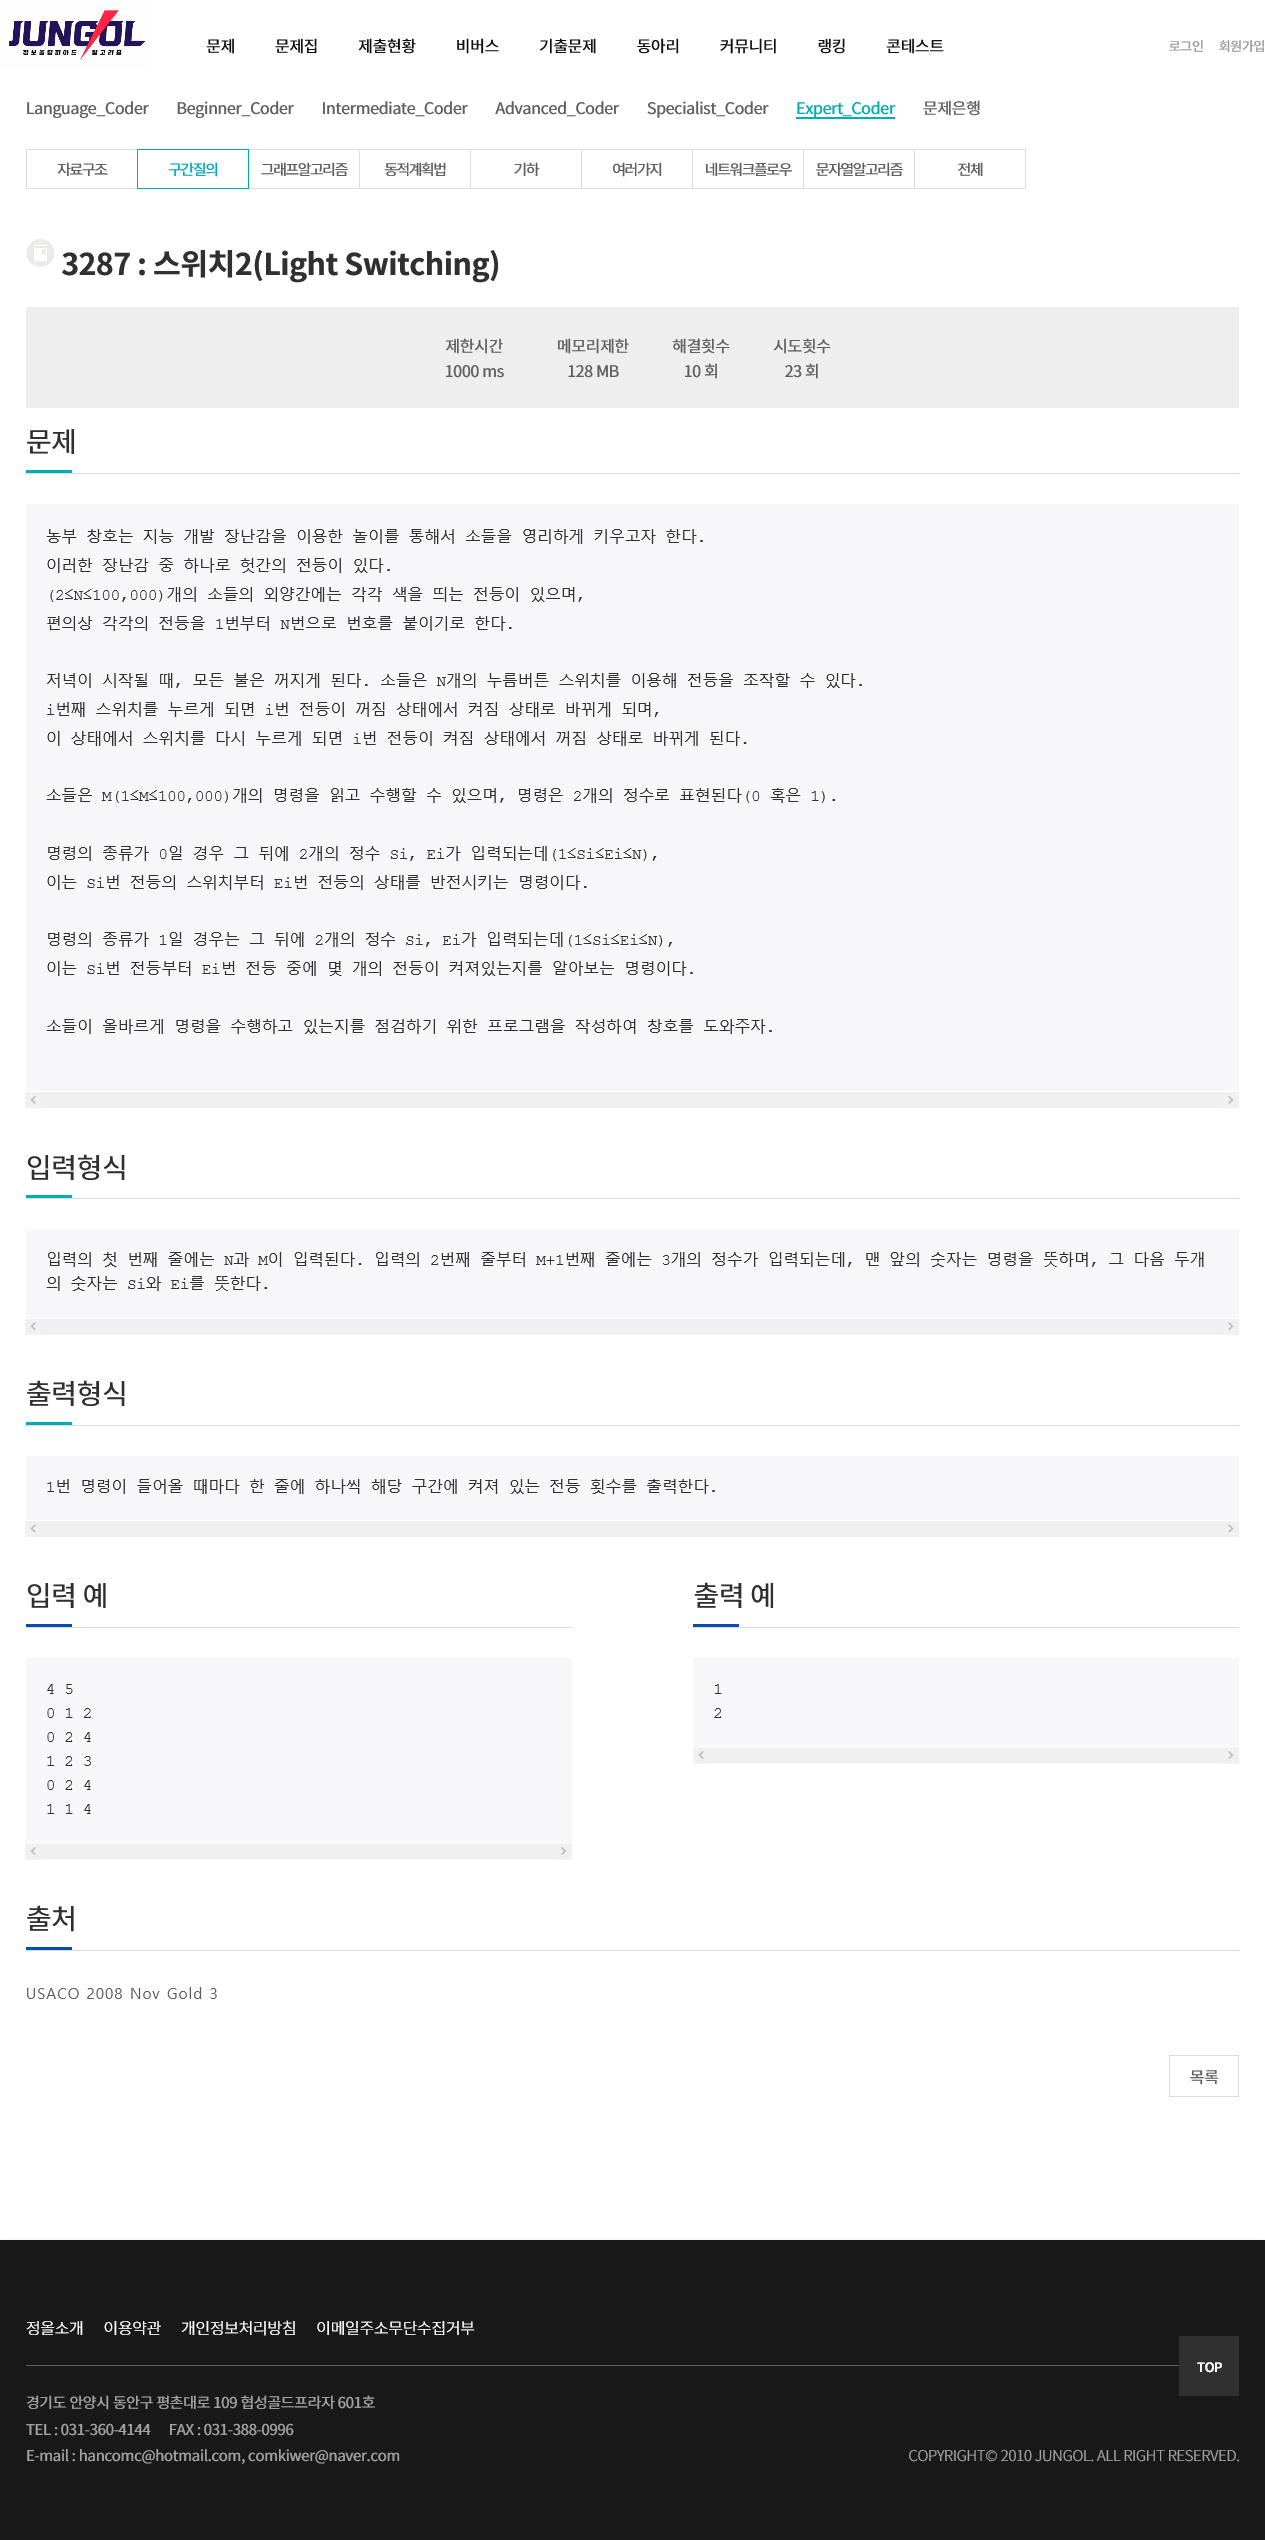 JUNGOL
정보올림피아드 알고리즘
문제 문제집 제출현황 비버스 기출문제 동아리 커뮤니티 랭킹 콘테스트 로그인 회원가입
Language_Coder Beginner_Coder Intermediate_Coder Advanced_Coder Specialist_Coder Expert_Coder 문제은행
자료구조 구간질의 그래프알고리즘 동적계획법 기하 여러가지 네트워크플로우 문자열알고리즘 전체
3287 : 스위치2(Light Switching)
제한시간 메모리제한 해결횟수 시도횟수
1000 ms 128 MB 10 회 23 회
문제
농부 창호는 지능 개발 장난감을 이용한 놀이를 통해서 소들을 영리하게 키우고자 한다.
이러한 장난감 중 하나로 헛간의 전등이 있다.
(2≤N≤100,000)개의 소들의 외양간에는 각각 색을 띄는 전등이 있으며,
편의상 각각의 전등을 1번부터 N번으로 번호를 붙이기로 한다.
저녁이 시작될 때, 모든 불은 꺼지게 된다. 소들은 N개의 누름버튼 스위치를 이용해 전등을 조작할 수 있다.
i번째 스위치를 누르게 되면 i번 전등이 꺼짐 상태에서 켜짐 상태로 바뀌게 되며,
이 상태에서 스위치를 다시 누르게 되면 i번 전등이 켜짐 상태에서 꺼짐 상태로 바뀌게 된다.
소들은 M(1≤M≤100,000)개의 명령을 읽고 수행할 수 있으며, 명령은 2개의 정수로 표현된다(0 혹은 1).
명령의 종류가 0일 경우 그 뒤에 2개의 정수 Si, Ei가 입력되는데(1≤Si≤Ei≤N),
이는 Si번 전등의 스위치부터 Ei번 전등의 상태를 반전시키는 명령이다.
명령의 종류가 1일 경우는 그 뒤에 2개의 정수 Si, Ei가 입력되는데(1≤Si≤Ei≤N),
이는 Si번 전등부터 Ei번 전등 중에 몇 개의 전등이 켜져있는지를 알아보는 명령이다.
소들이 올바르게 명령을 수행하고 있는지를 점검하기 위한 프로그램을 작성하여 창호를 도와주자.
입력형식
입력의 첫 번째 줄에는 N과 M이 입력된다. 입력의 2번째 줄부터 M+1번째 줄에는 3개의 정수가 입력되는데, 맨 앞의 숫자는 명령을 뜻하며, 그 다음 두개
의 숫자는 Si와 Ei를 뜻한다.
출력형식
1번 명령이 들어올 때마다 한 줄에 하나씩 해당 구간에 켜져 있는 전등 횟수를 출력한다.
입력 예
4 5
0 1 2
0 2 4
1 2 3
0 2 4
1 1 4
출력 예
1
2
출처
USACO 2008 Nov Gold 3
목록
정올소개 이용약관 개인정보처리방침 이메일주소무단수집거부
TOP
경기도 안양시 동안구 평촌대로 109 협성골드프라자 601호
TEL : 031-360-4144 FAX : 031-388-0996
E-mail : hancomc@hotmail.com, comkiwer@naver.com
COPYRIGHT© 2010 JUNGOL. ALL RIGHT RESERVED.